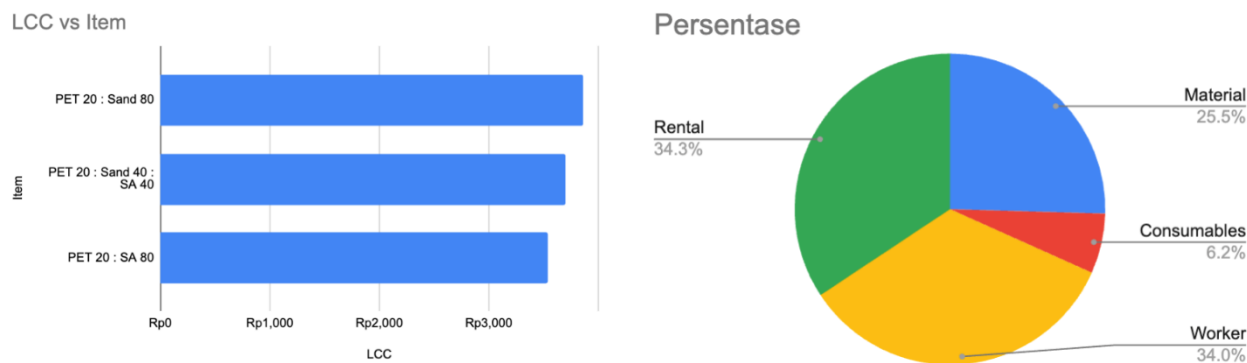 LCC vs Item
Item
PET 20 : Sand 80
PET 20 : Sand 40 :
SA 40
PET 20 : SA 80
Rp0
Rp1,000
Rp2,000
Rp3,000
LCC
Persentase
Material
25.5%
Rental
34.3%
Consumables
6.2%
Worker
34.0%